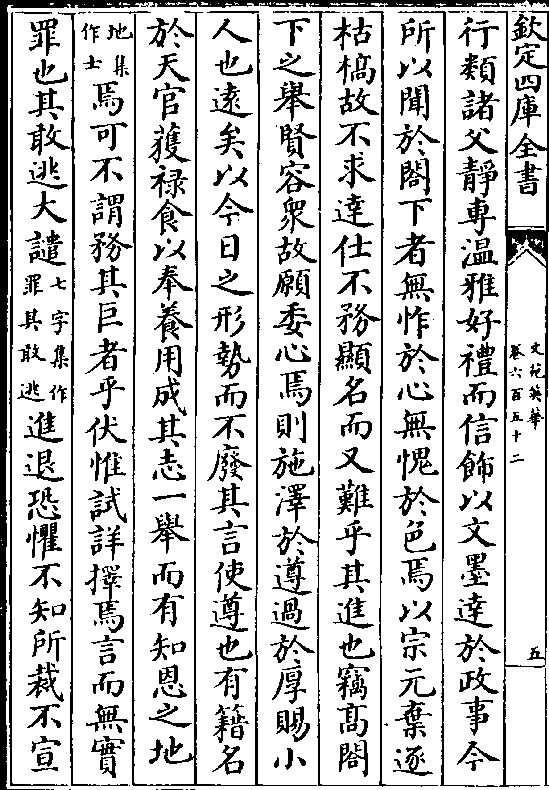 欽定四庫全書
文苑英華
卷六百五十二
五
行類諸父靜專温雅好禮而信飾以文墨達於政事今
所以聞於閤下者無怍於心無愧於色焉以宗元棄逐
枯槁故不求達仕不務顯名而又難乎其進也竊髙閤
下之舉賢容衆故願委心焉則施澤於遵過於厚賜小
人也遠矣以今日之形勢而不廢其言使遵也有籍名
於天官獲禄食以奉養用成其志一舉而有知恩之地
地集作士焉可不謂務其巨者乎伏惟試詳擇焉言而無實
罪也其敢逃大譴七字集作罪其敢逃進退恐懼不知所裁不宣